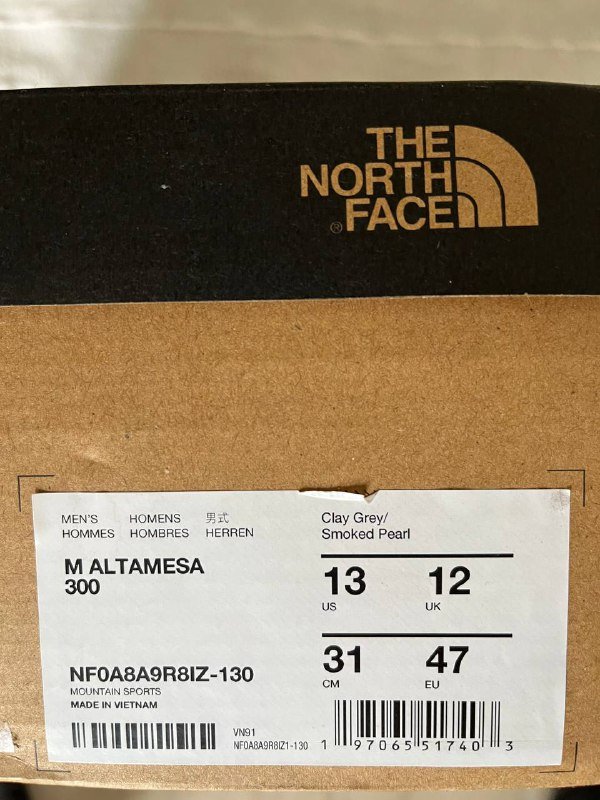 THE
NORTH
FACE
®
MEN'S HOMENS 男式
HOMMES HOMBRES HERREN
M ALTAMESA
300
NF0A8A9R8IZ-130
MOUNTAIN SPORTS
MADE IN VIETNAM
VN91
NF0A8A9R8IZ1-130
Clay Grey/
Smoked Pearl
13 12
US UK
31 47
CM EU
1 97065 51740 3